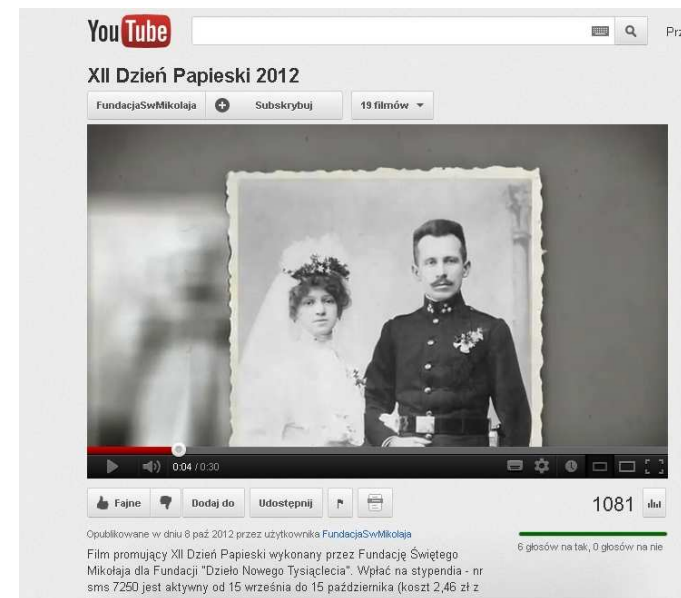 You Tube
XII Dzień Papieski 2012
FundacjaSwMikolaja Subskrybuj 19 filmów
0:04 / 0:30
Fajne Dodaj do Udostępnij
1081
Opublikowane w dniu 8 paź 2012 przez użytkownika FundacjaSwMikolaja
6 głosów na tak, 0 głosów na nie
Film promujący XII Dzień Papieski wykonany przez Fundację Świętego
Mikołaja dla Fundacji "Dzieło Nowego Tysiąclecia". Wpłać na stypendia - nr
sms 7250 jest aktywny od 15 września do 15 października (koszt 2,46 zł z